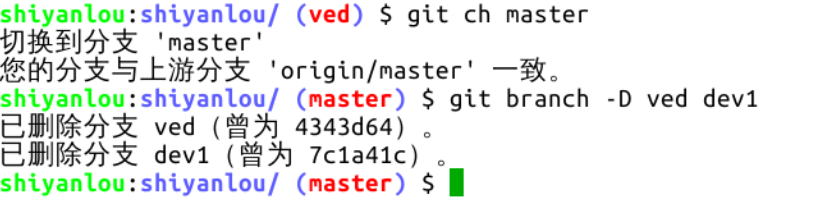 shiyanlou:shiyanlou/ (ved) $ git ch master
切换到分支 'master'
您的分支与上游分支 'origin/master' 一致。
shiyanlou:shiyanlou/ (master) $ git branch -D ved dev1
已删除分支 ved（曾为 4343d64）。
已删除分支 dev1（曾为 7c1a41c）。
shiyanlou:shiyanlou/ (master) $